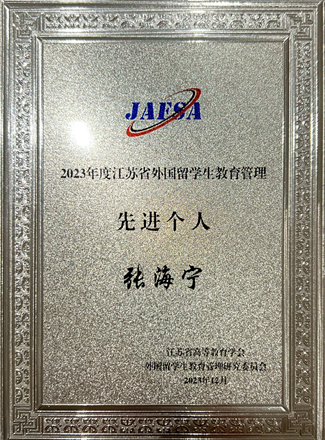 JAFSA
2023年度江苏省外国留学生教育管理
先进个人
张海宁
江苏省高等教育学会
外国留学生教育管理研究委员会
2023年12月